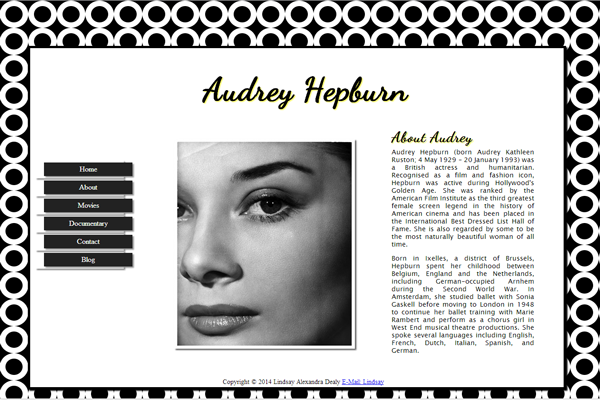 Audrey Hepburn
Home
About
Movies
Documentary
Contact
Blog
About Audrey
Audrey Hepburn (born Audrey Kathleen
Ruston; 4 May 1929 – 20 January 1993) was
a British actress and humanitarian.
Recognised as a film and fashion icon,
Hepburn was active during Hollywood's
Golden Age. She was ranked by the
American Film Institute as the third greatest
female screen legend in the history of
American cinema and has been placed in
the International Best Dressed List Hall of
Fame. She is also regarded by some to be
the most naturally beautiful woman of all
time.
Born in Ixelles, a district of Brussels,
Hepburn spent her childhood between
Belgium, England and the Netherlands,
including German-occupied Arnhem
during the Second World War. In
Amsterdam, she studied ballet with Sonia
Gaskell before moving to London in 1948
to continue her ballet training with Marie
Rambert and perform as a chorus girl in
West End musical theatre productions. She
spoke several languages including English,
French, Dutch, Italian, Spanish, and
German.
Copyright © 2014 Lindsay Alexandra Dealy E-Mail: Lindsay